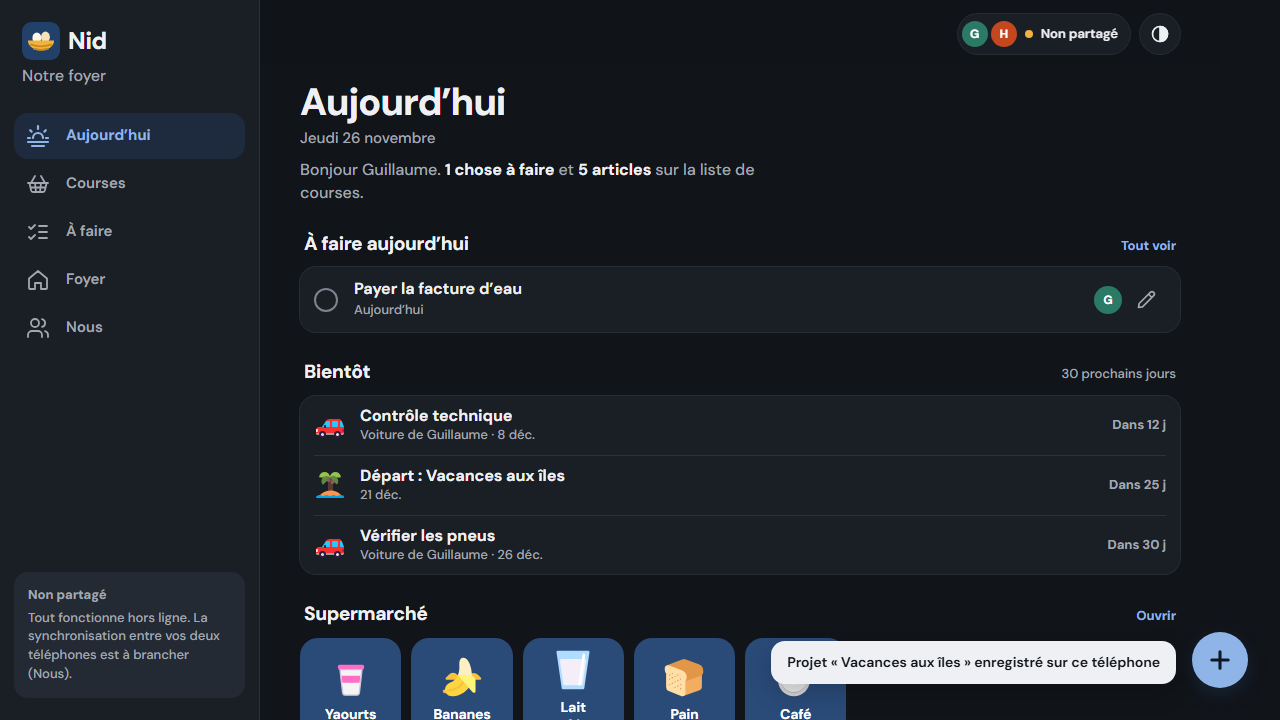 Nid
Notre foyer
Aujourd’hui
Courses
À faire
Foyer
Nous
Non partagé
Tout fonctionne hors ligne. La
synchronisation entre vos deux
téléphones est à brancher
(Nous).
G H Non partagé
Aujourd’hui
Jeudi 26 novembre
Bonjour Guillaume. 1 chose à faire et 5 articles sur la liste de
courses.
À faire aujourd’hui Tout voir
Payer la facture d’eau
Aujourd’hui
G
Bientôt 30 prochains jours
Contrôle technique
Voiture de Guillaume · 8 déc.
Dans 12 j
Départ : Vacances aux îles
21 déc.
Dans 25 j
Vérifier les pneus
Voiture de Guillaume · 26 déc.
Dans 30 j
Supermarché Ouvrir
Yaourts
Bananes
Lait
Pain
Café
Projet « Vacances aux îles » enregistré sur ce téléphone